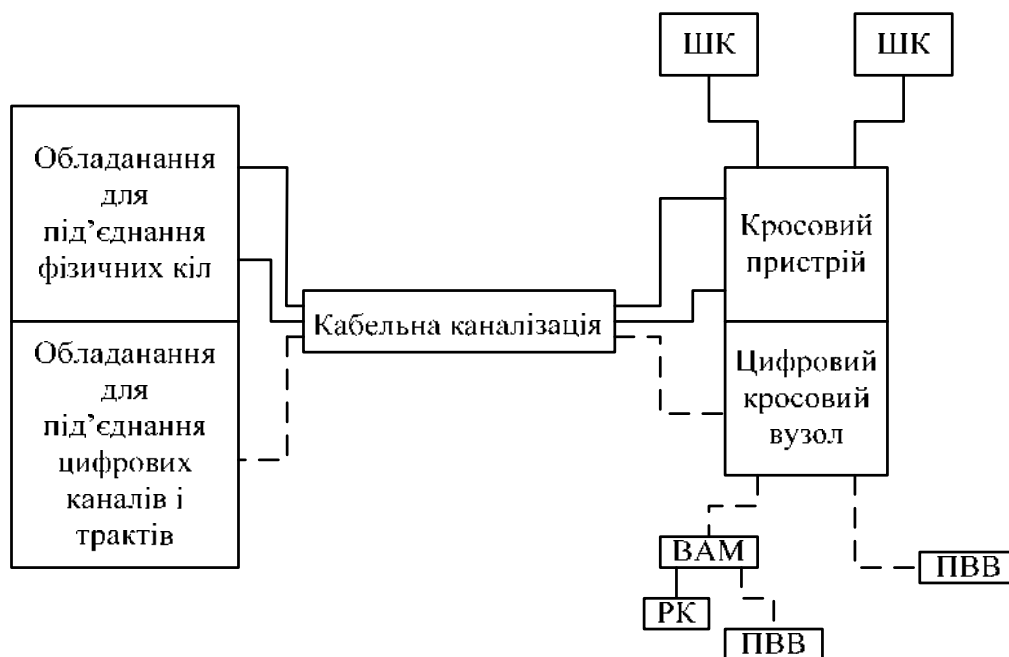 ШК
ШК
Обладанання
для
під’єднання
фізичних кіл
Кросовий
пристрій
Кабельна каналізація
Обладанання
для
під’єднання
цифрових
каналів і
трактів
Цифровий
кросовий
вузол
ВАМ
ПВВ
РК
ПВВ